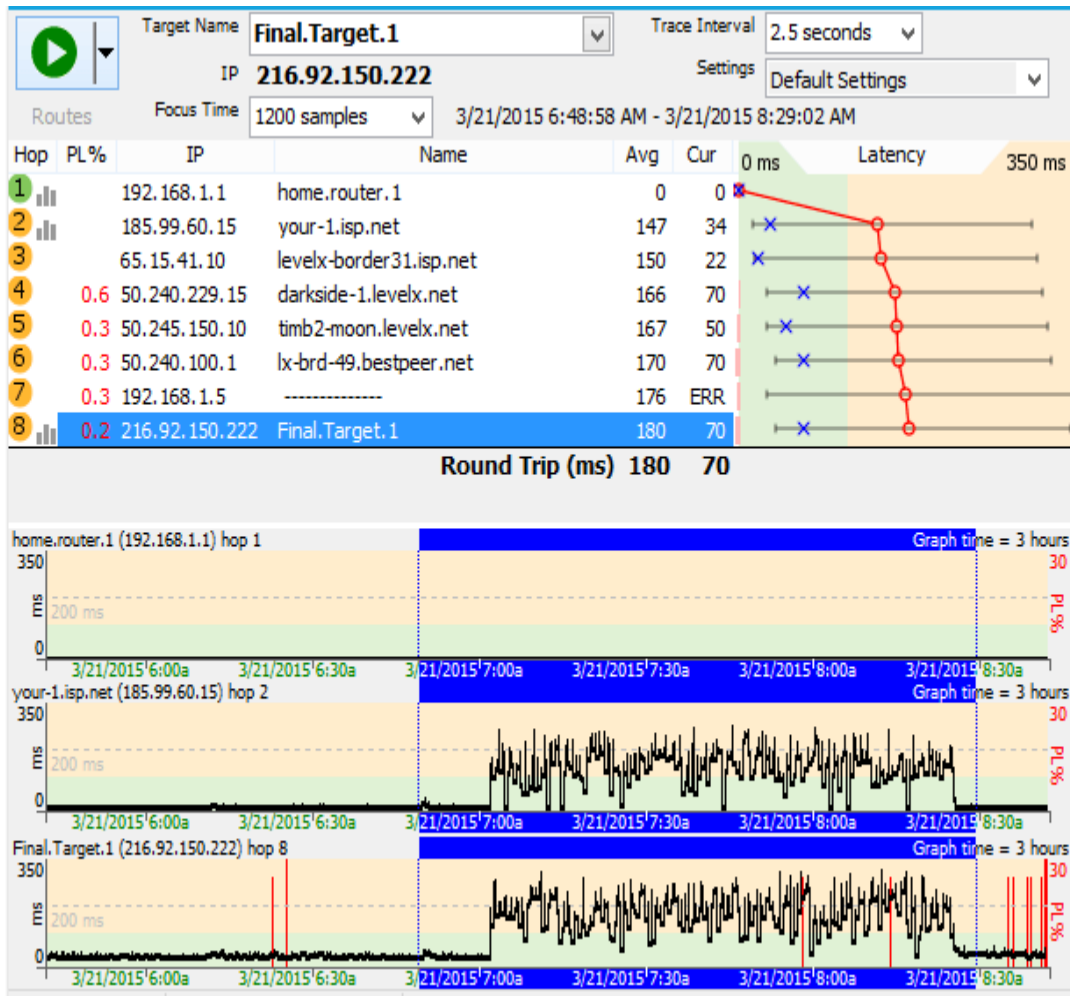 Target Name Final.Target.1 Trace Interval 2.5 seconds
IP 216.92.150.222 Settings Default Settings
Routes Focus Time 1200 samples 3/21/2015 6:48:58 AM - 3/21/2015 8:29:02 AM
Hop PL% IP Name Avg Cur 0 ms Latency 350 ms
1 192.168.1.1 home.router.1 0 0
2 185.99.60.15 your-1.isp.net 147 34
3 65.15.41.10 levelx-border31.isp.net 150 22
4 0.6 50.240.229.15 darkside-1.levelx.net 166 70
5 0.3 50.245.150.10 timb2-moon.levelx.net 167 50
6 0.3 50.240.100.1 lx-brd-49.bestpeer.net 170 70
7 0.3 192.168.1.5 -------------- 176 ERR
8 0.2 216.92.150.222 Final.Target.1 180 70
Round Trip (ms) 180 70
home.router.1 (192.168.1.1) hop 1 Graph time = 3 hours
350 30
ms 200 ms PL%
0
3/21/2015 6:00a 3/21/2015 6:30a 3/21/2015 7:00a 3/21/2015 7:30a 3/21/2015 8:00a 3/21/2015 8:30a
your-1.isp.net (185.99.60.15) hop 2 Graph time = 3 hours
350 30
ms 200 ms PL%
0
3/21/2015 6:00a 3/21/2015 6:30a 3/21/2015 7:00a 3/21/2015 7:30a 3/21/2015 8:00a 3/21/2015 8:30a
Final.Target.1 (216.92.150.222) hop 8 Graph time = 3 hours
350 30
ms 200 ms PL%
0
3/21/2015 6:00a 3/21/2015 6:30a 3/21/2015 7:00a 3/21/2015 7:30a 3/21/2015 8:00a 3/21/2015 8:30a